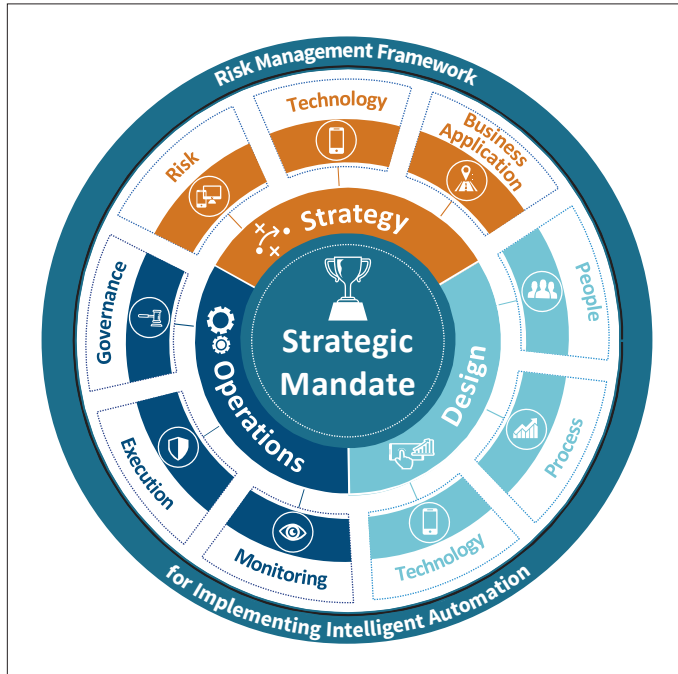 Risk Management Framework
Technology
Business
Application
Risk
Strategy
People
Governance
Strategic
Mandate
Design
Operations
Process
Execution
Monitoring
Technology
for Implementing Intelligent Automation